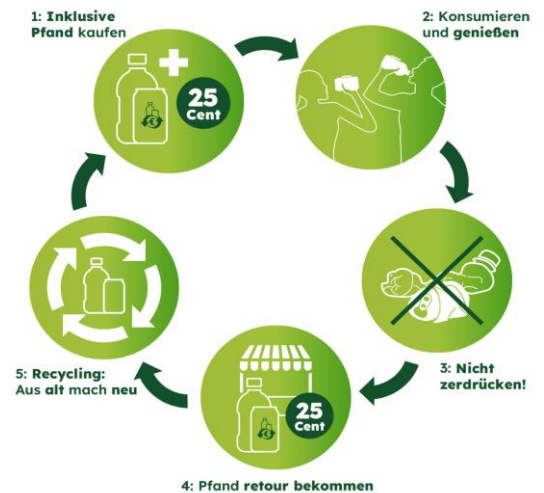 1: Inklusive
Pfand kaufen
25
Cent
2: Konsumieren
und genießen
3: Nicht
zerdrücken!
25
Cent
4: Pfand retour bekommen
5: Recycling:
Aus alt mach neu